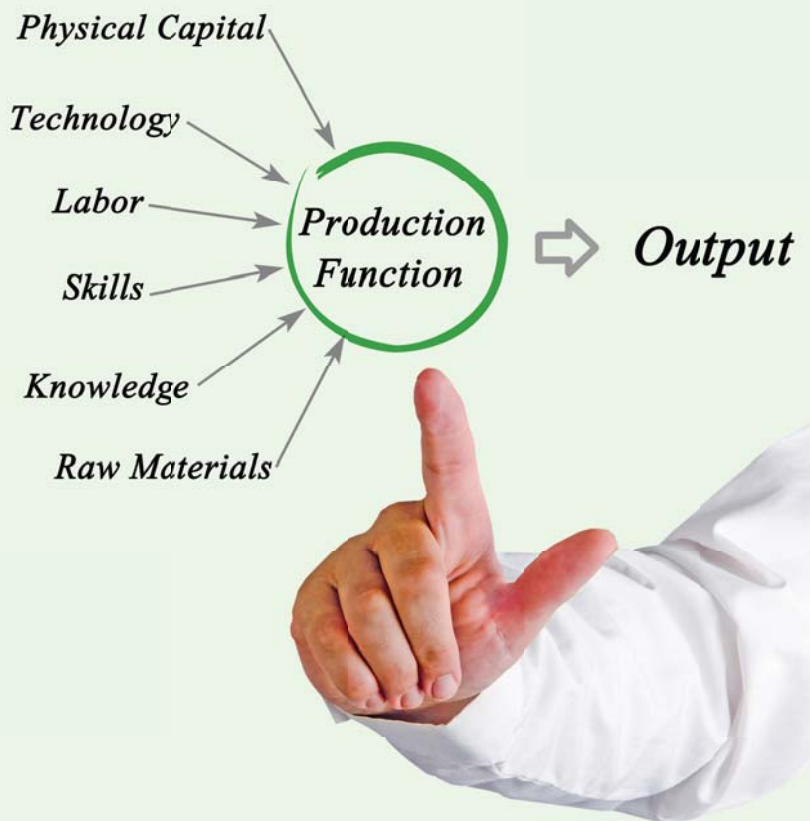 Physical Capital
Technology
Labor
Skills
Knowledge
Raw Materials
Production
Function
Output